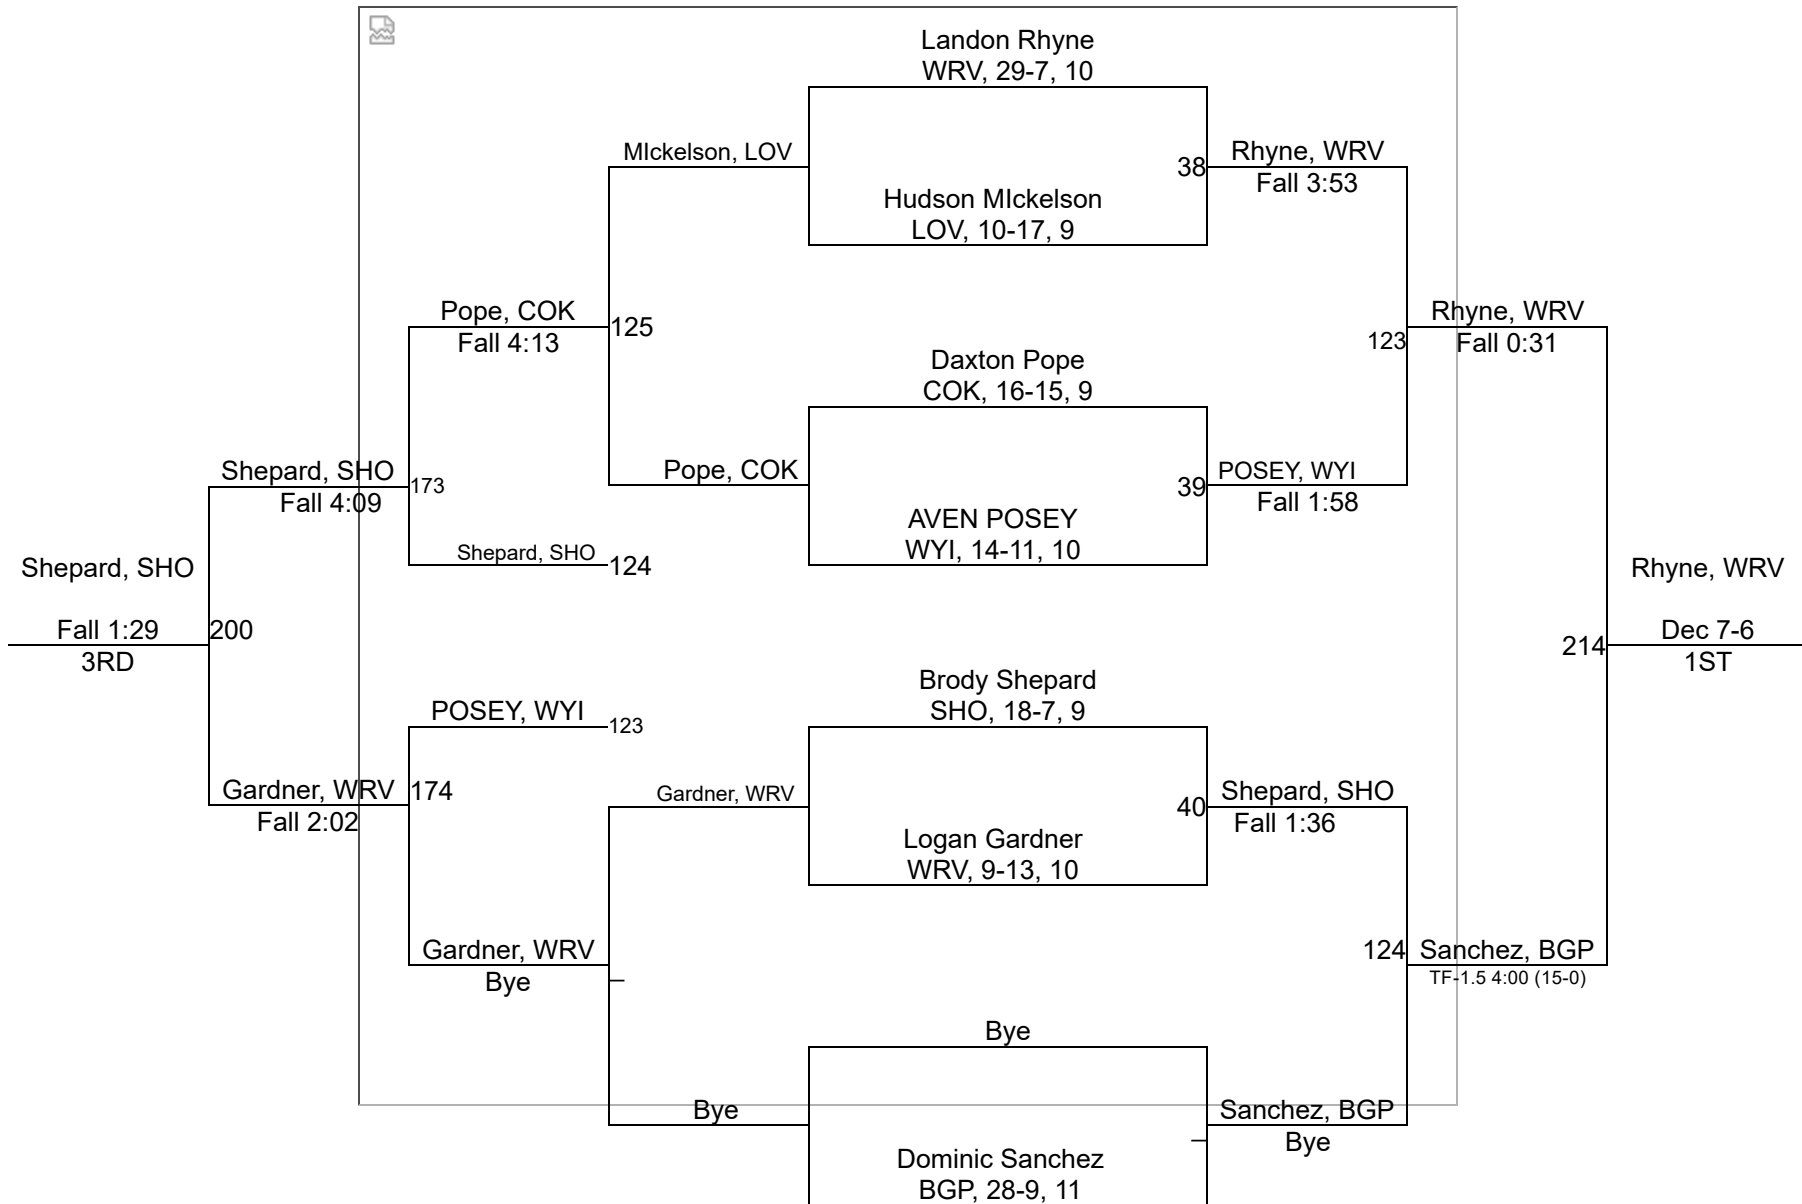 Landon Rhyne
WRV, 29-7, 10
MIckelson, LOV
38
Rhyne, WRV
Fall 3:53
Hudson MIckelson
LOV, 10-17, 9
Pope, COK
Fall 4:13
125
Rhyne, WRV
Fall 0:31
123
Daxton Pope
COK, 16-15, 9
Shepard, SHO
Fall 4:09
173
Pope, COK
39
POSEY, WYI
Fall 1:58
AVEN POSEY
WYI, 14-11, 10
Shepard, SHO
124
Shepard, SHO
Fall 1:29
3RD
200
Rhyne, WRV
Dec 7-6
1ST
214
Brody Shepard
SHO, 18-7, 9
POSEY, WYI
123
Gardner, WRV
Fall 2:02
174
Gardner, WRV
40
Shepard, SHO
Fall 1:36
Logan Gardner
WRV, 9-13, 10
Gardner, WRV
Bye
124
Sanchez, BGP
TF-1.5 4:00 (15-0)
Bye
Bye
Sanchez, BGP
Bye
Dominic Sanchez
BGP, 28-9, 11